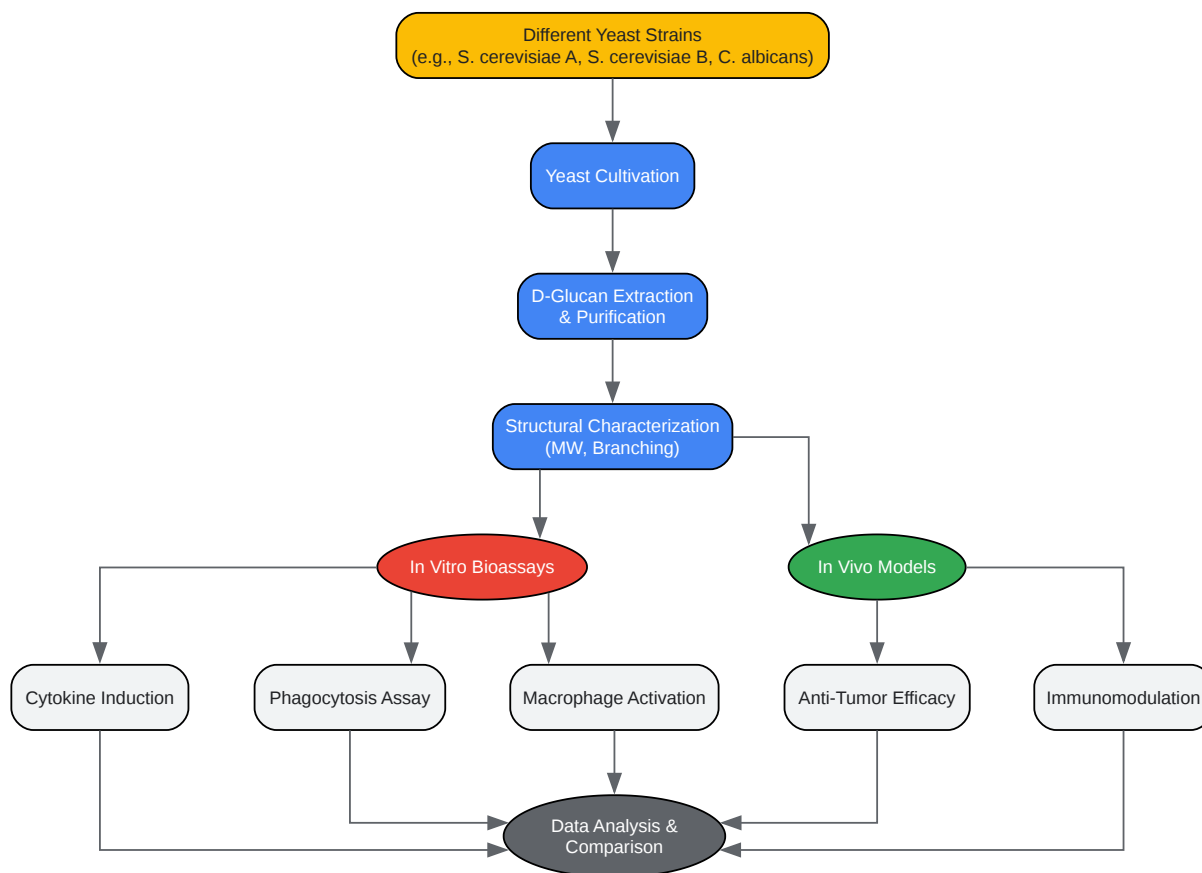 Different Yeast Strains
(e.g., S. cerevisiae A, S. cerevisiae B, C. albicans)
Yeast Cultivation
D-Glucan Extraction
& Purification
Structural Characterization
(MW, Branching)
In Vitro Bioassays
In Vivo Models
Cytokine Induction
Phagocytosis Assay
Macrophage Activation
Anti-Tumor Efficacy
Immunomodulation
Data Analysis &
Comparison